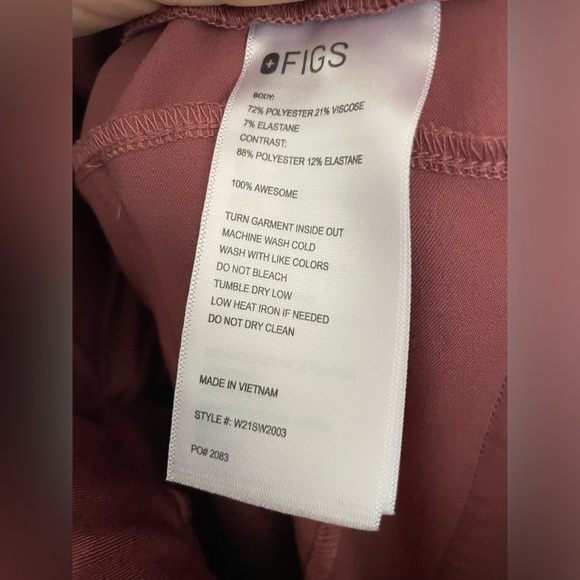 FIGS
BODY:
72% POLYESTER 21% VISCOSE
7% ELASTANE
CONTRAST:
88% POLYESTER 12% ELASTANE
100% AWESOME
TURN GARMENT INSIDE OUT
MACHINE WASH COLD
WASH WITH LIKE COLORS
DO NOT BLEACH
TUMBLE DRY LOW
LOW HEAT IRON IF NEEDED
DO NOT DRY CLEAN
MADE IN VIETNAM
STYLE #: W21SW2003
PO# 2083